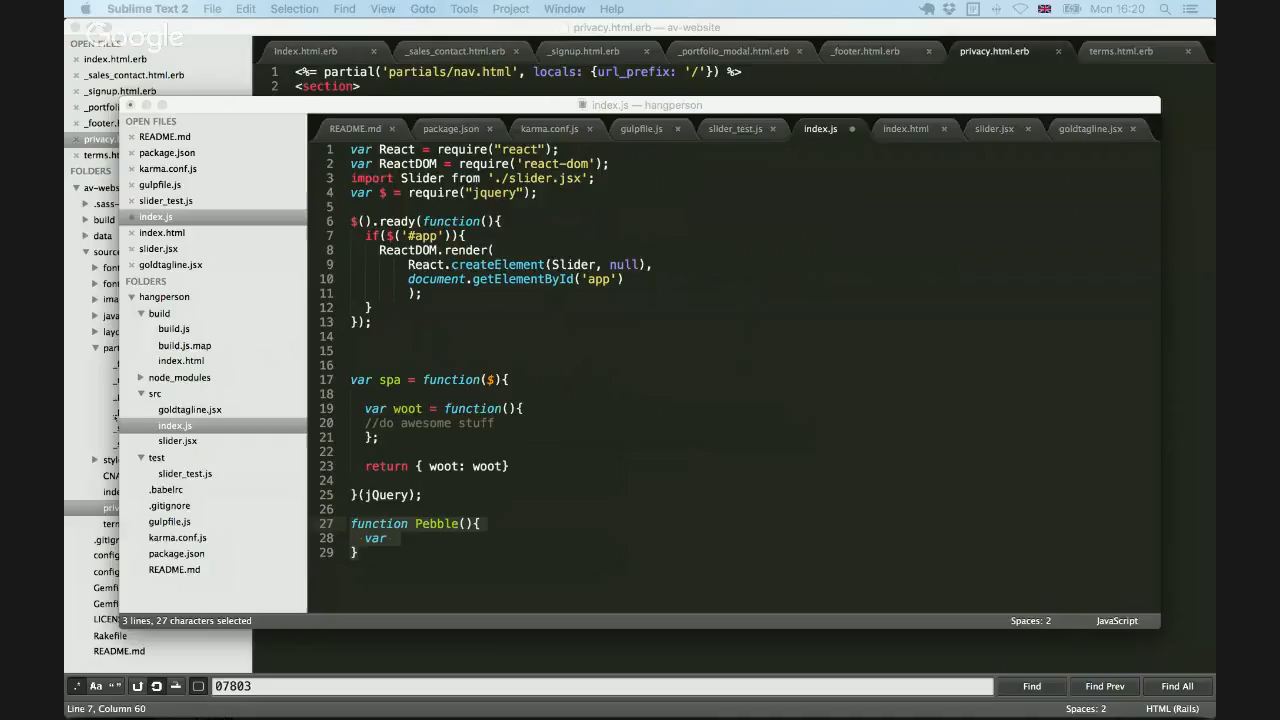 Sublime Text 2 File Edit Selection Find View Goto Tools Project Window Help Mon 16:20
privacy.html.erb — av-website
Google
OPEN FILES
index.html.erb
_sales_contact.html.erb
_signup.html.erb
_portfolio
_footer.html.erb
privacy.
terms.htm
FOLDERS
av-webs
.sass-
build
data
source
font
font
ima
java
layo
part
style
CNA
inde
priv
term
config
config
Gemfi
Gemfi
LICEN
Rakefile
README.md
index.html.erb _sales_contact.html.erb _signup.html.erb _portfolio_modal.html.erb _footer.html.erb privacy.html.erb terms.html.erb
1 <%= partial('partials/nav.html', locals: {url_prefix: '/'}) %>
2 <section>
index.js — hangperson
OPEN FILES
README.md
package.json
karma.conf.js
gulpfile.js
slider_test.js
index.js
index.html
slider.jsx
goldtagline.jsx
FOLDERS
hangperson
build
build.js
build.js.map
index.html
node_modules
src
goldtagline.jsx
index.js
slider.jsx
test
slider_test.js
.babelrc
.gitignore
gulpfile.js
karma.conf.js
package.json
README.md
README.md package.json karma.conf.js gulpfile.js slider_test.js index.js index.html slider.jsx goldtagline.jsx
1 var React = require("react");
2 var ReactDOM = require('react-dom');
3 import Slider from './slider.jsx';
4 var $ = require("jquery");
5
6 $().ready(function(){
7 if($('#app')){
8 ReactDOM.render(
9 React.createElement(Slider, null),
10 document.getElementById('app')
11 );
12 }
13 });
14
15
16
17 var spa = function($){
18
19 var woot = function(){
20 //do awesome stuff
21 };
22
23 return { woot: woot}
24
25 }(jQuery);
26
27 function Pebble(){
28 var
29 }
3 lines, 27 characters selected Spaces: 2 JavaScript
.* Aa “ ” 07803 Find Find Prev Find All
Line 7, Column 60 Spaces: 2 HTML (Rails)